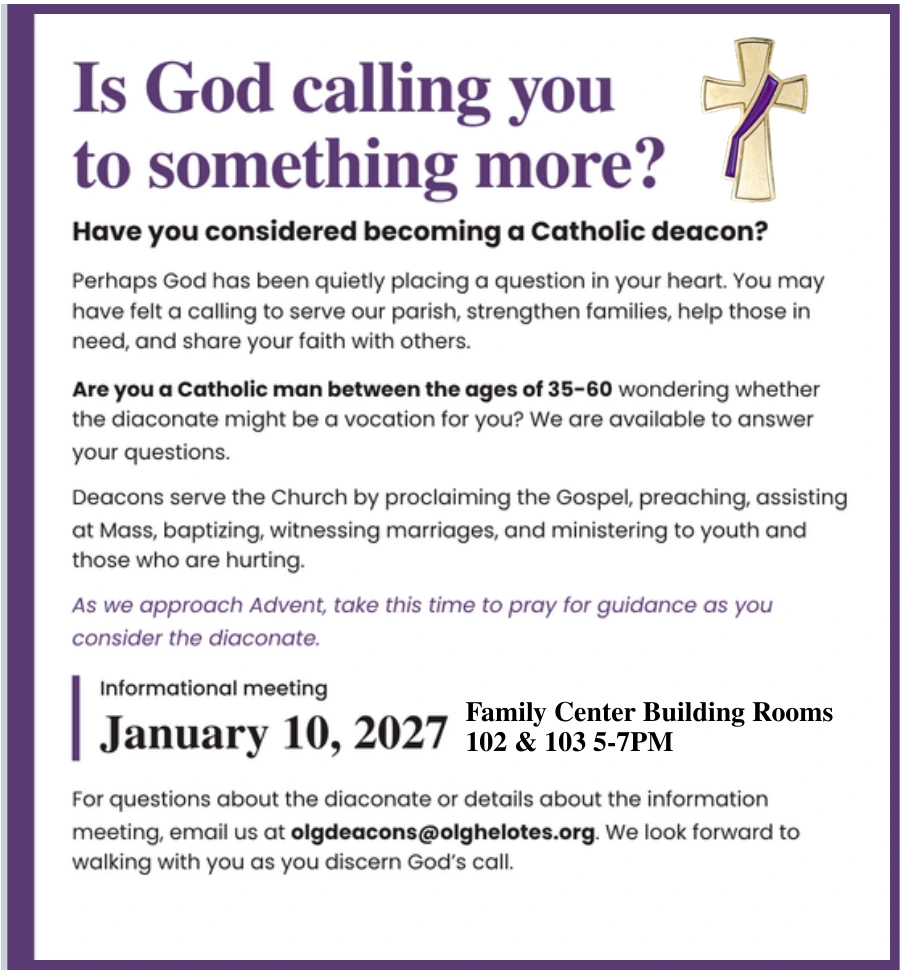 Is God calling you
to something more?
Have you considered becoming a Catholic deacon?
Perhaps God has been quietly placing a question in your heart. You may
have felt a calling to serve our parish, strengthen families, help those in
need, and share your faith with others.
Are you a Catholic man between the ages of 35-60 wondering whether
the diaconate might be a vocation for you? We are available to answer
your questions.
Deacons serve the Church by proclaiming the Gospel, preaching, assisting
at Mass, baptizing, witnessing marriages, and ministering to youth and
those who are hurting.
As we approach Advent, take this time to pray for guidance as you
consider the diaconate.
Informational meeting
January 10, 2027
Family Center Building Rooms
102 & 103 5-7PM
For questions about the diaconate or details about the information
meeting, email us at olgdeacons@olghelotes.org. We look forward to
walking with you as you discern God's call.